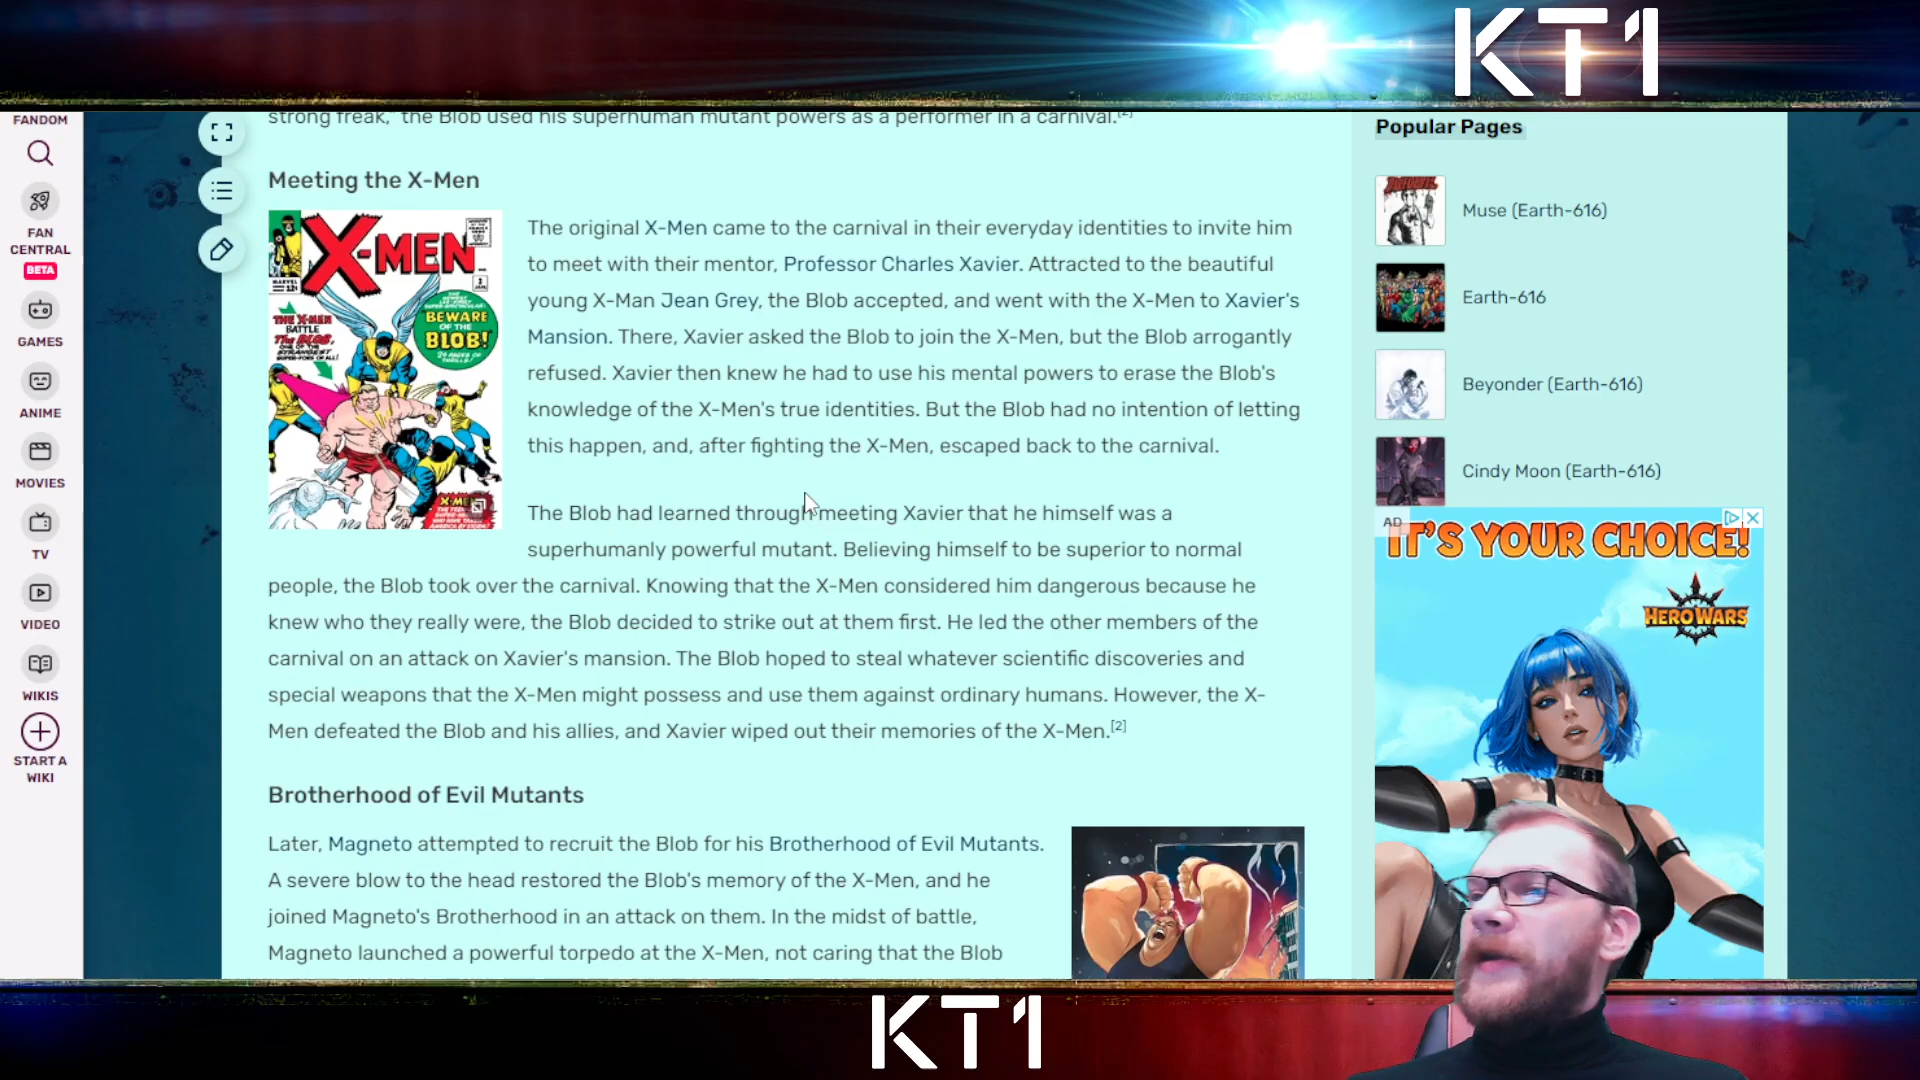 KT1
FANDOM
FAN
CENTRAL
BETA
GAMES
ANIME
MOVIES
TV
VIDEO
WIKIS
START A
WIKI
strong freak," the Blob used his superhuman mutant powers as a performer in a carnival.[2]
Meeting the X-Men
X-MEN
MARVEL
THE X-MEN
BATTLE
The BLOB,
BEWARE
OF THE
BLOB!
The original X-Men came to the carnival in their everyday identities to invite him
to meet with their mentor, Professor Charles Xavier. Attracted to the beautiful
young X-Man Jean Grey, the Blob accepted, and went with the X-Men to Xavier's
Mansion. There, Xavier asked the Blob to join the X-Men, but the Blob arrogantly
refused. Xavier then knew he had to use his mental powers to erase the Blob's
knowledge of the X-Men's true identities. But the Blob had no intention of letting
this happen, and, after fighting the X-Men, escaped back to the carnival.
The Blob had learned through meeting Xavier that he himself was a
superhumanly powerful mutant. Believing himself to be superior to normal
people, the Blob took over the carnival. Knowing that the X-Men considered him dangerous because he
knew who they really were, the Blob decided to strike out at them first. He led the other members of the
carnival on an attack on Xavier's mansion. The Blob hoped to steal whatever scientific discoveries and
special weapons that the X-Men might possess and use them against ordinary humans. However, the X-
Men defeated the Blob and his allies, and Xavier wiped out their memories of the X-Men.[2]
Brotherhood of Evil Mutants
Later, Magneto attempted to recruit the Blob for his Brotherhood of Evil Mutants.
A severe blow to the head restored the Blob's memory of the X-Men, and he
joined Magneto's Brotherhood in an attack on them. In the midst of battle,
Magneto launched a powerful torpedo at the X-Men, not caring that the Blob
Popular Pages
Muse (Earth-616)
Earth-616
Beyonder (Earth-616)
Cindy Moon (Earth-616)
AD
IT'S YOUR CHOICE!
HERO WARS
KT1